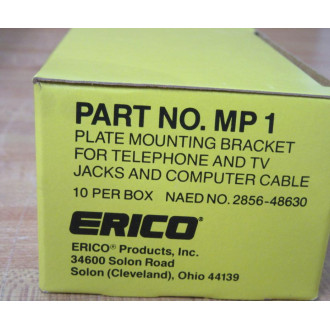 PART NO. MP 1
PLATE MOUNTING BRACKET
FOR TELEPHONE AND TV
JACKS AND COMPUTER CABLE
10 PER BOX NAED NO. 2856-48630
ERICO®
ERICO® Products, Inc.
34600 Solon Road
Solon (Cleveland), Ohio 44139